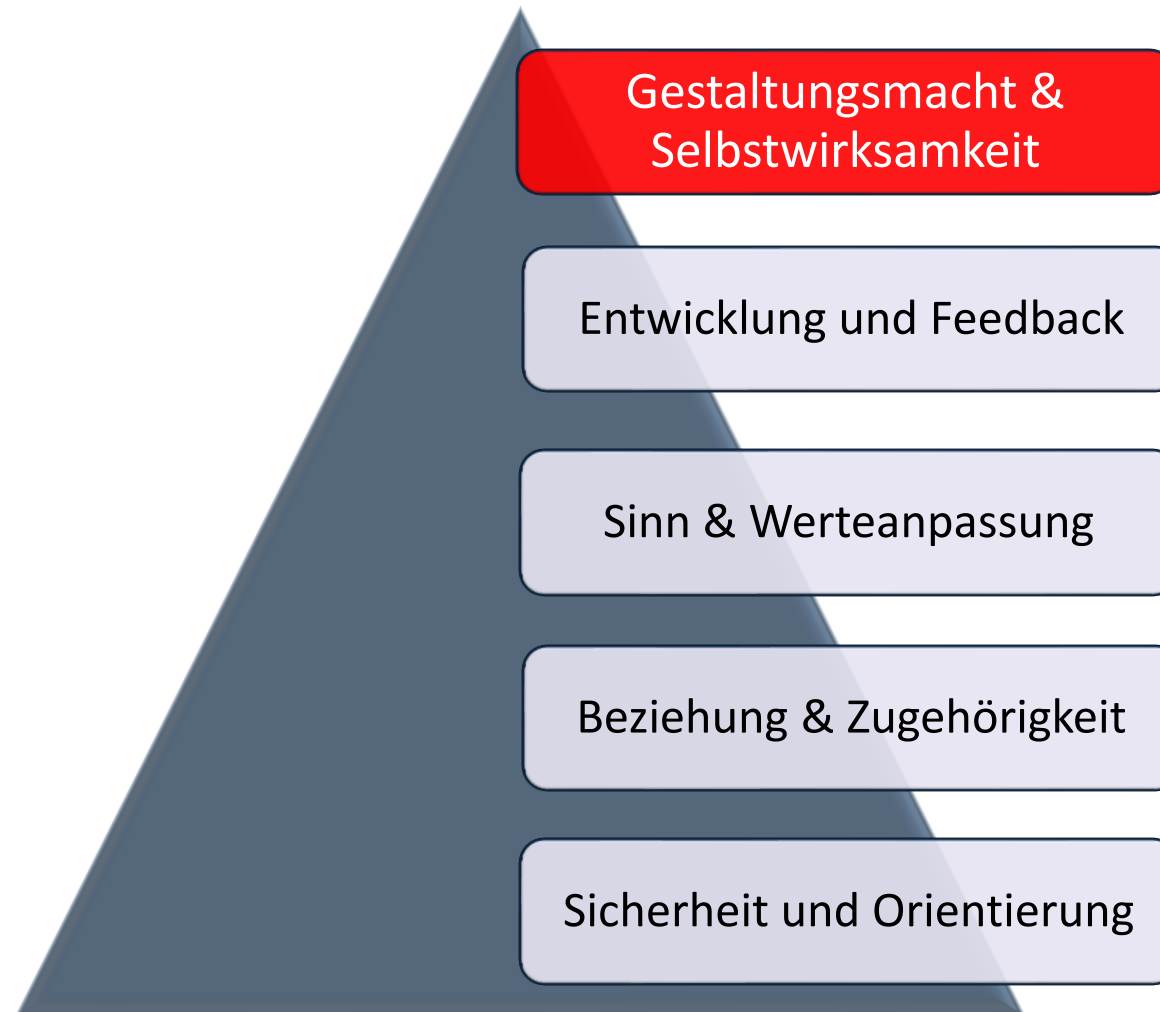 Gestaltungsmacht &
Selbstwirksamkeit
Entwicklung und Feedback
Sinn & Werteanpassung
Beziehung & Zugehörigkeit
Sicherheit und Orientierung